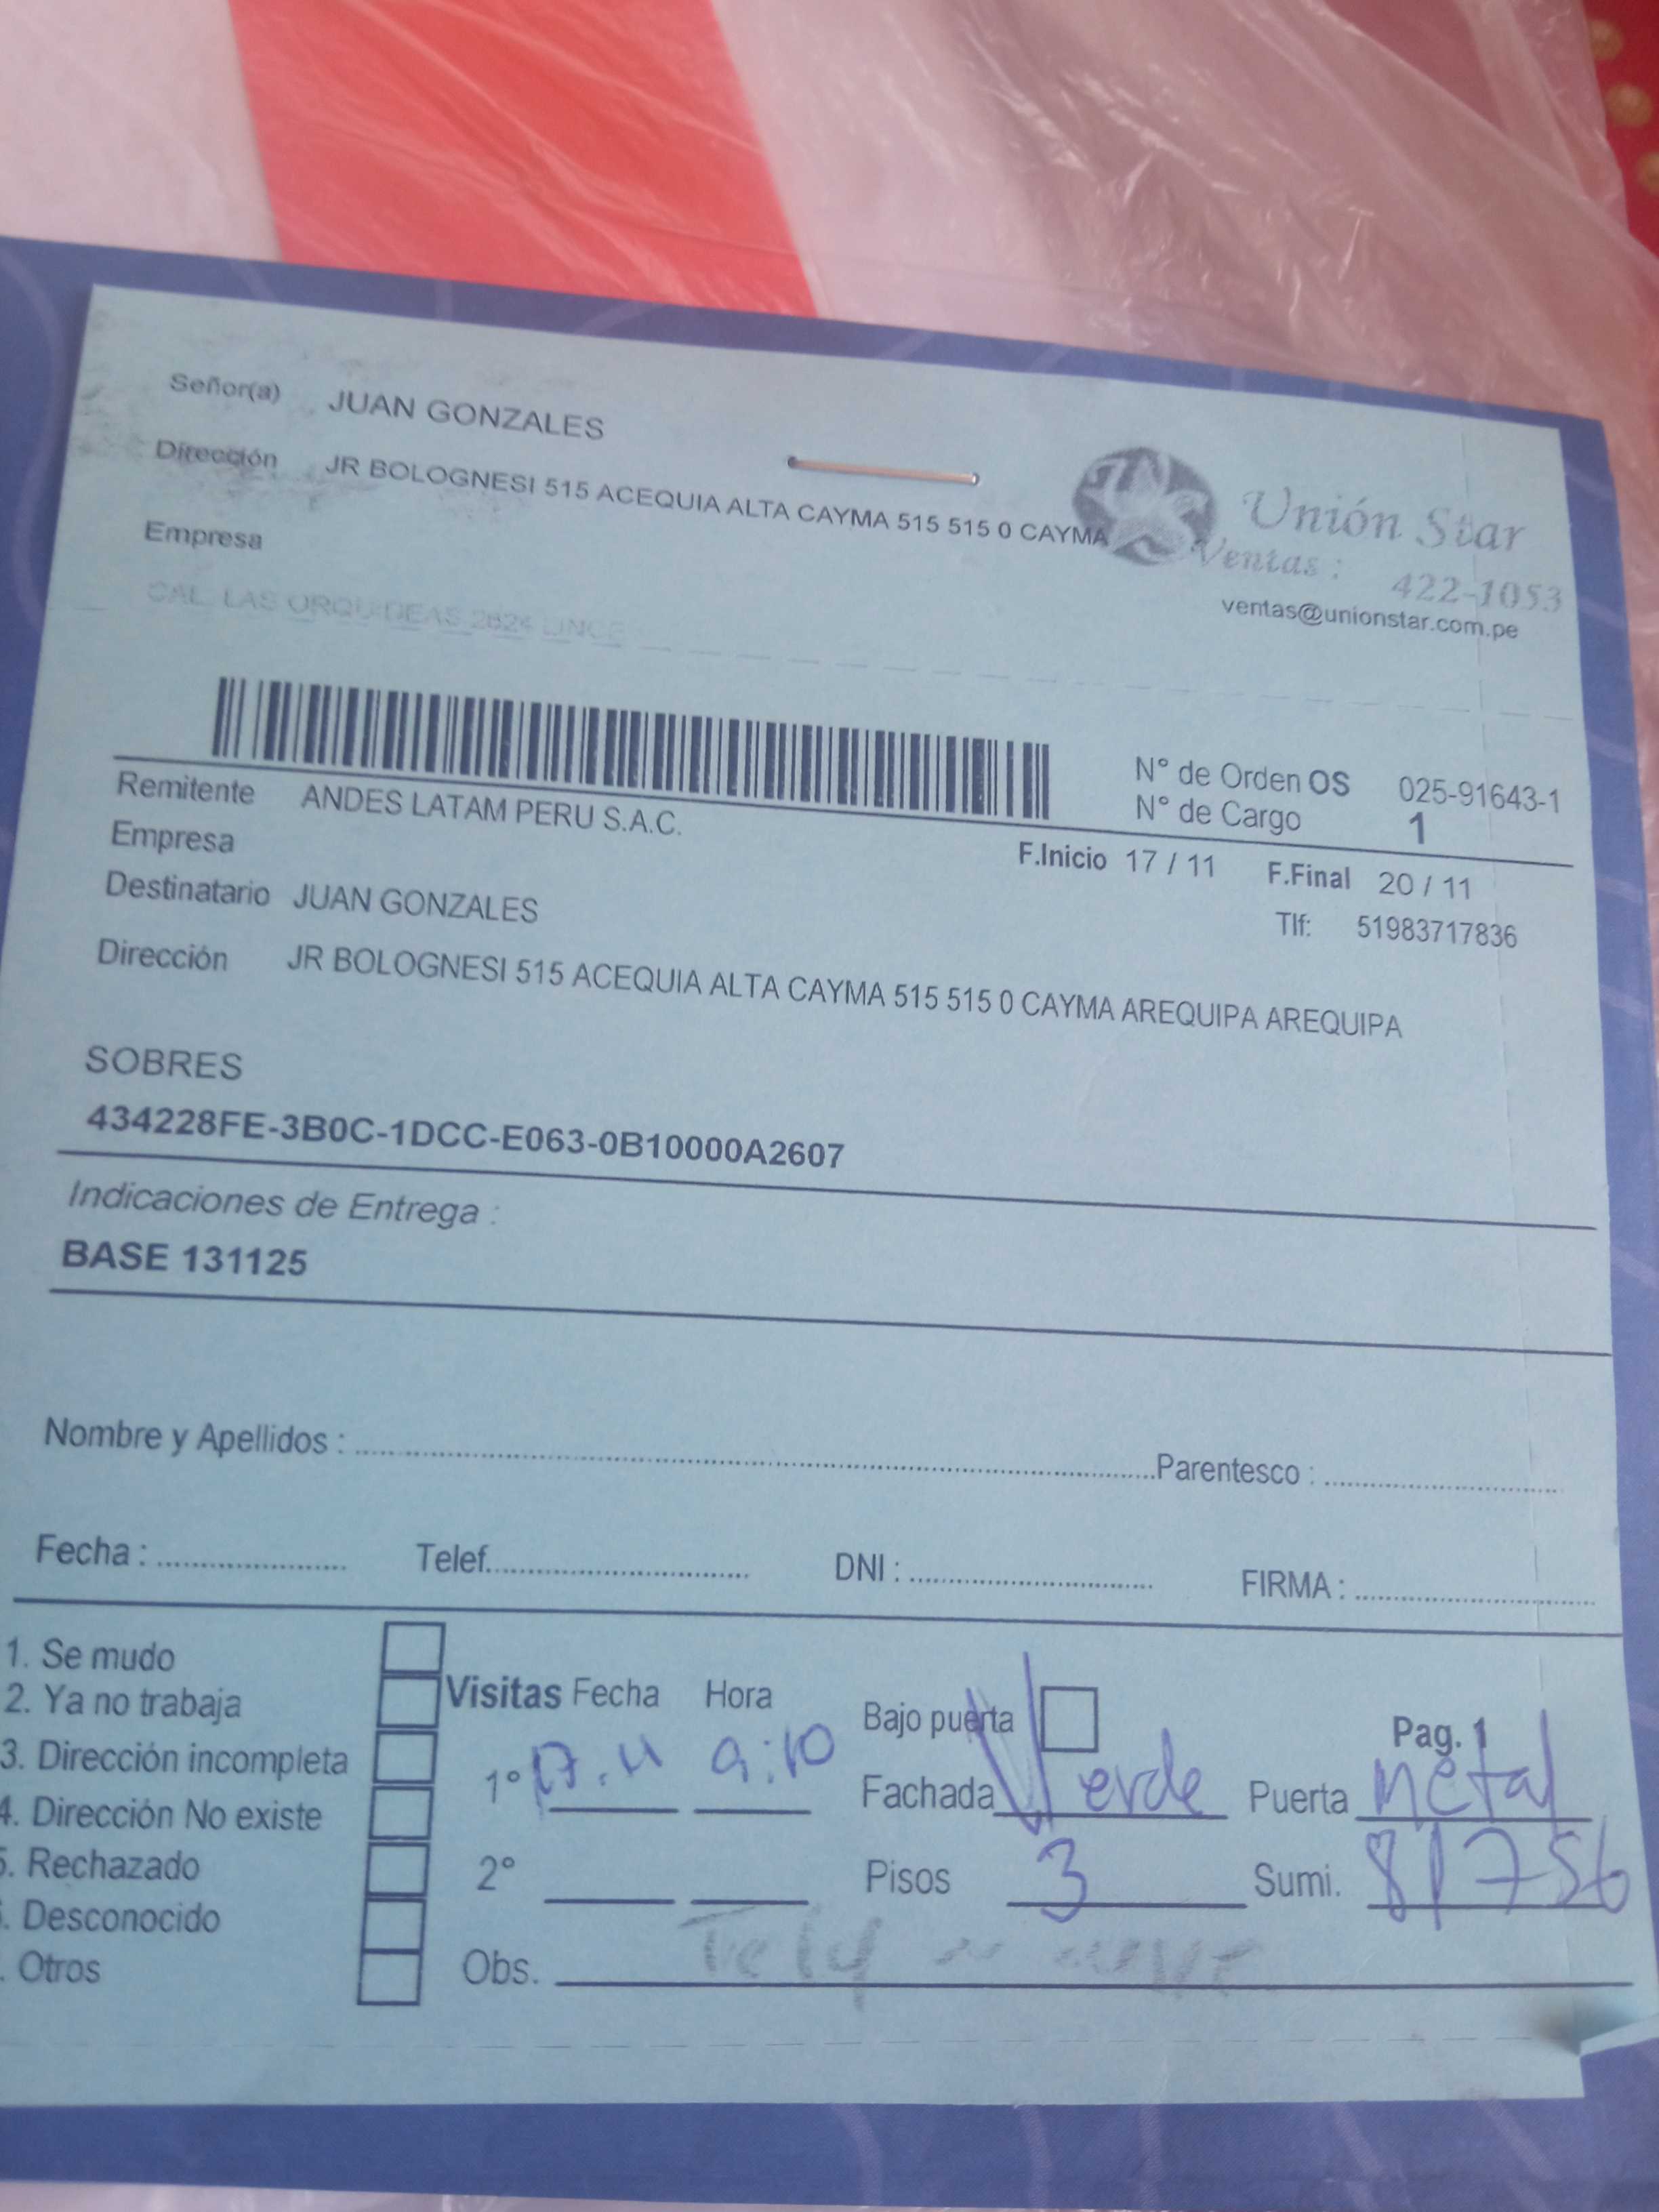 Señor(a) JUAN GONZALES
Dirección JR BOLOGNESI 515 ACEQUIA ALTA CAYMA 515 515 0 CAYMA
Unión Star
Empresa
Ventas : 422-1053
ventas@unionstar.com.pe
CAL. LAS ORQUIDEAS 2624 LINCE
N° de Orden OS 025-91643-1
N° de Cargo 1
Remitente ANDES LATAM PERU S.A.C.
Empresa
F.Inicio 17 / 11 F.Final 20 / 11
Destinatario JUAN GONZALES
Tlf: 51983717836
Dirección JR BOLOGNESI 515 ACEQUIA ALTA CAYMA 515 515 0 CAYMA AREQUIPA AREQUIPA
SOBRES
434228FE-3B0C-1DCC-E063-0B10000A2607
Indicaciones de Entrega :
BASE 131125
Nombre y Apellidos : Parentesco :
Fecha : Telef. DNI : FIRMA :
1. Se mudo
2. Ya no trabaja
3. Dirección incompleta
4. Dirección No existe
5. Rechazado
. Desconocido
. Otros
Visitas Fecha Hora
1° 17.11 9:10
2°
Bajo puerta
Pag. 1
Fachada Verde Puerta metal
Pisos 3 Sumi. 81756
Obs.